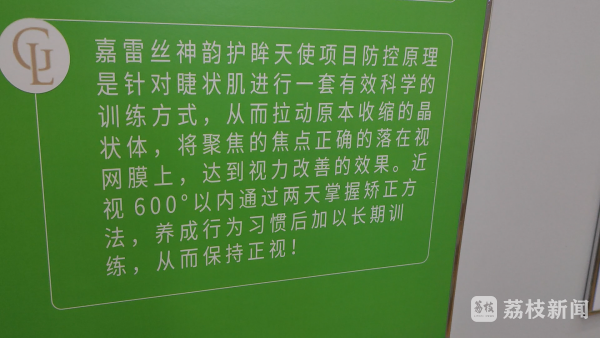 嘉雷丝神韵护眸天使项目防控原理
是针对睫状肌进行一套有效科学的
训练方式，从而拉动原本收缩的晶
状体，将聚焦的焦点正确的落在视
网膜上，达到视力改善的效果。近
视 600°以内通过两天掌握矫正方
法，养成行为习惯后加以长期训
练，从而保持正视！
荔枝
荔枝新闻